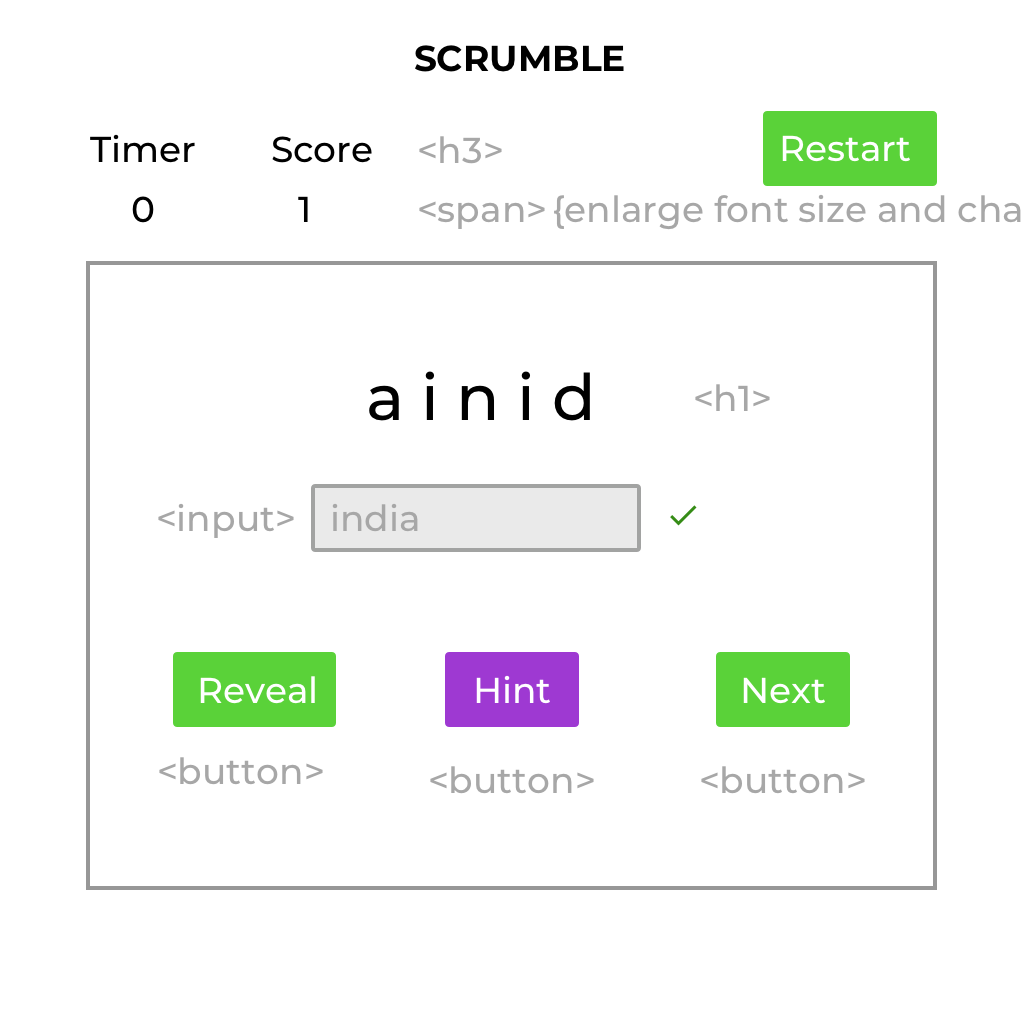 SCRUMBLE
Timer Score <h3> Restart
0 1 <span> {enlarge font size and cha
a i n i d <h1>
<input> india
Reveal Hint Next
<button> <button> <button>